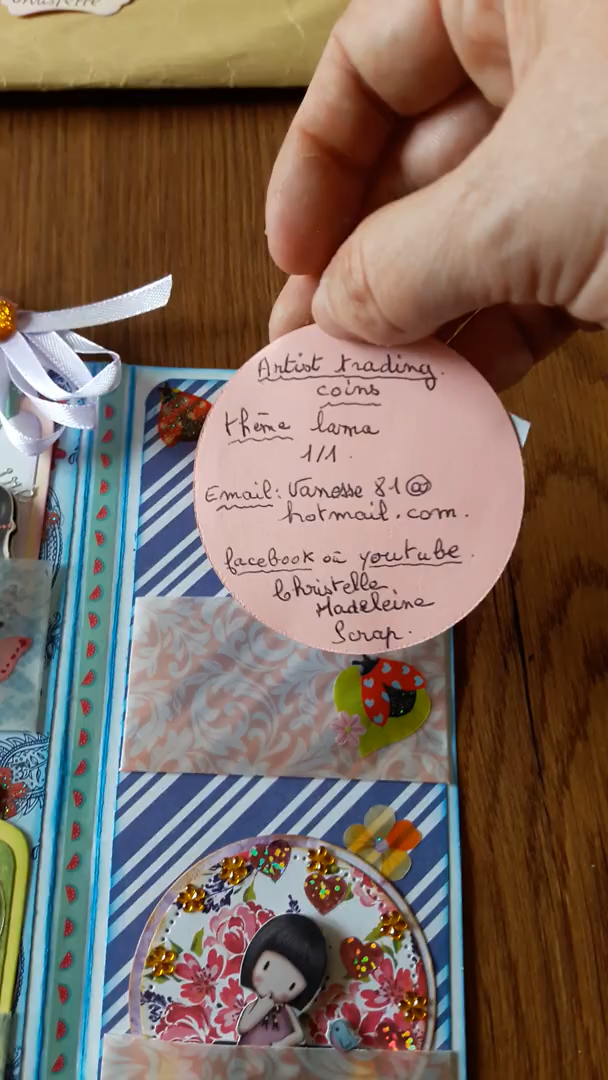 Artist trading
coins
thème lama
1/1.
Email: Vanesse 81@
hotmail.com.
facebook ou youtube.
Christelle
Madeleine
Scrap.